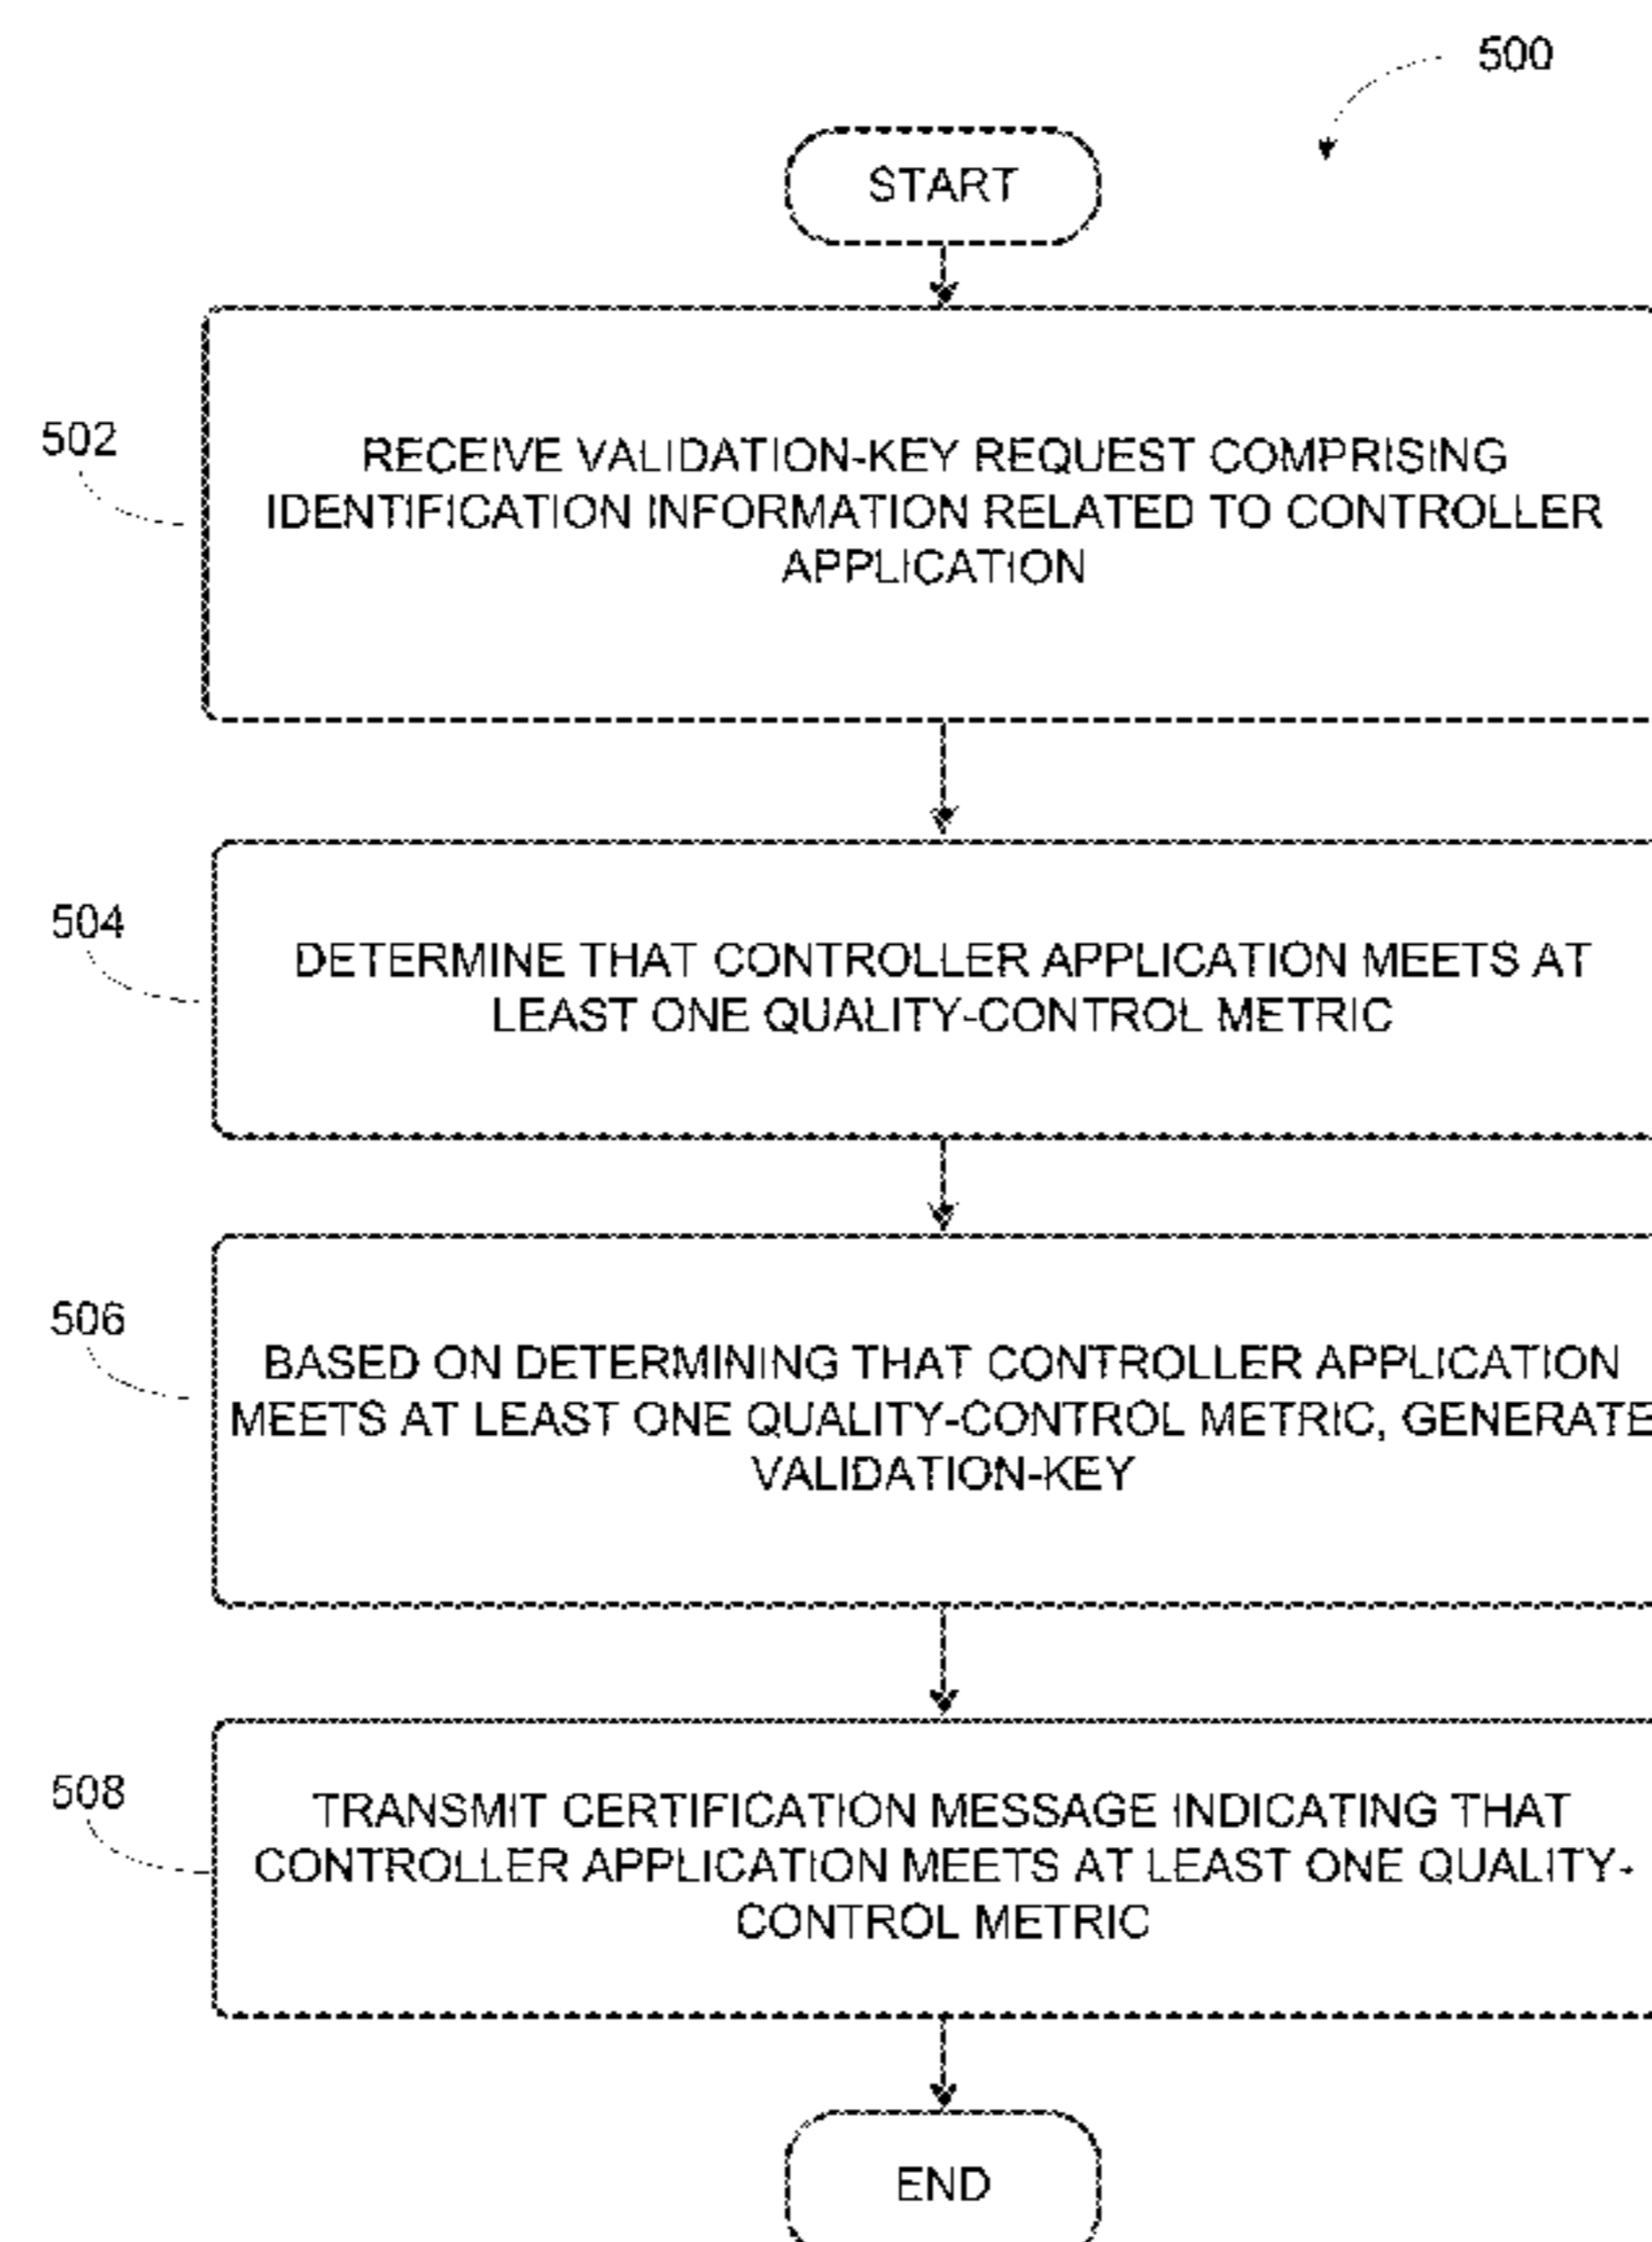 500
START
502
RECEIVE VALIDATION-KEY REQUEST COMPRISING
IDENTIFICATION INFORMATION RELATED TO CONTROLLER
APPLICATION
504
DETERMINE THAT CONTROLLER APPLICATION MEETS AT
LEAST ONE QUALITY-CONTROL METRIC
506
BASED ON DETERMINING THAT CONTROLLER APPLICATION
MEETS AT LEAST ONE QUALITY-CONTROL METRIC, GENERATE
VALIDATION-KEY
508
TRANSMIT CERTIFICATION MESSAGE INDICATING THAT
CONTROLLER APPLICATION MEETS AT LEAST ONE QUALITY-
CONTROL METRIC
END